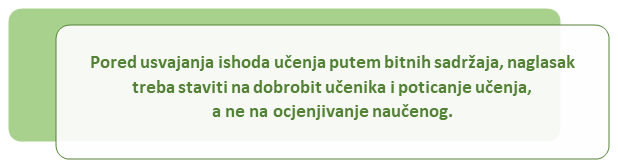 Pored usvajanja ishoda učenja putem bitnih sadržaja, naglasak
treba staviti na dobrobit učenika i poticanje učenja,
a ne na ocjenjivanje naučenog.